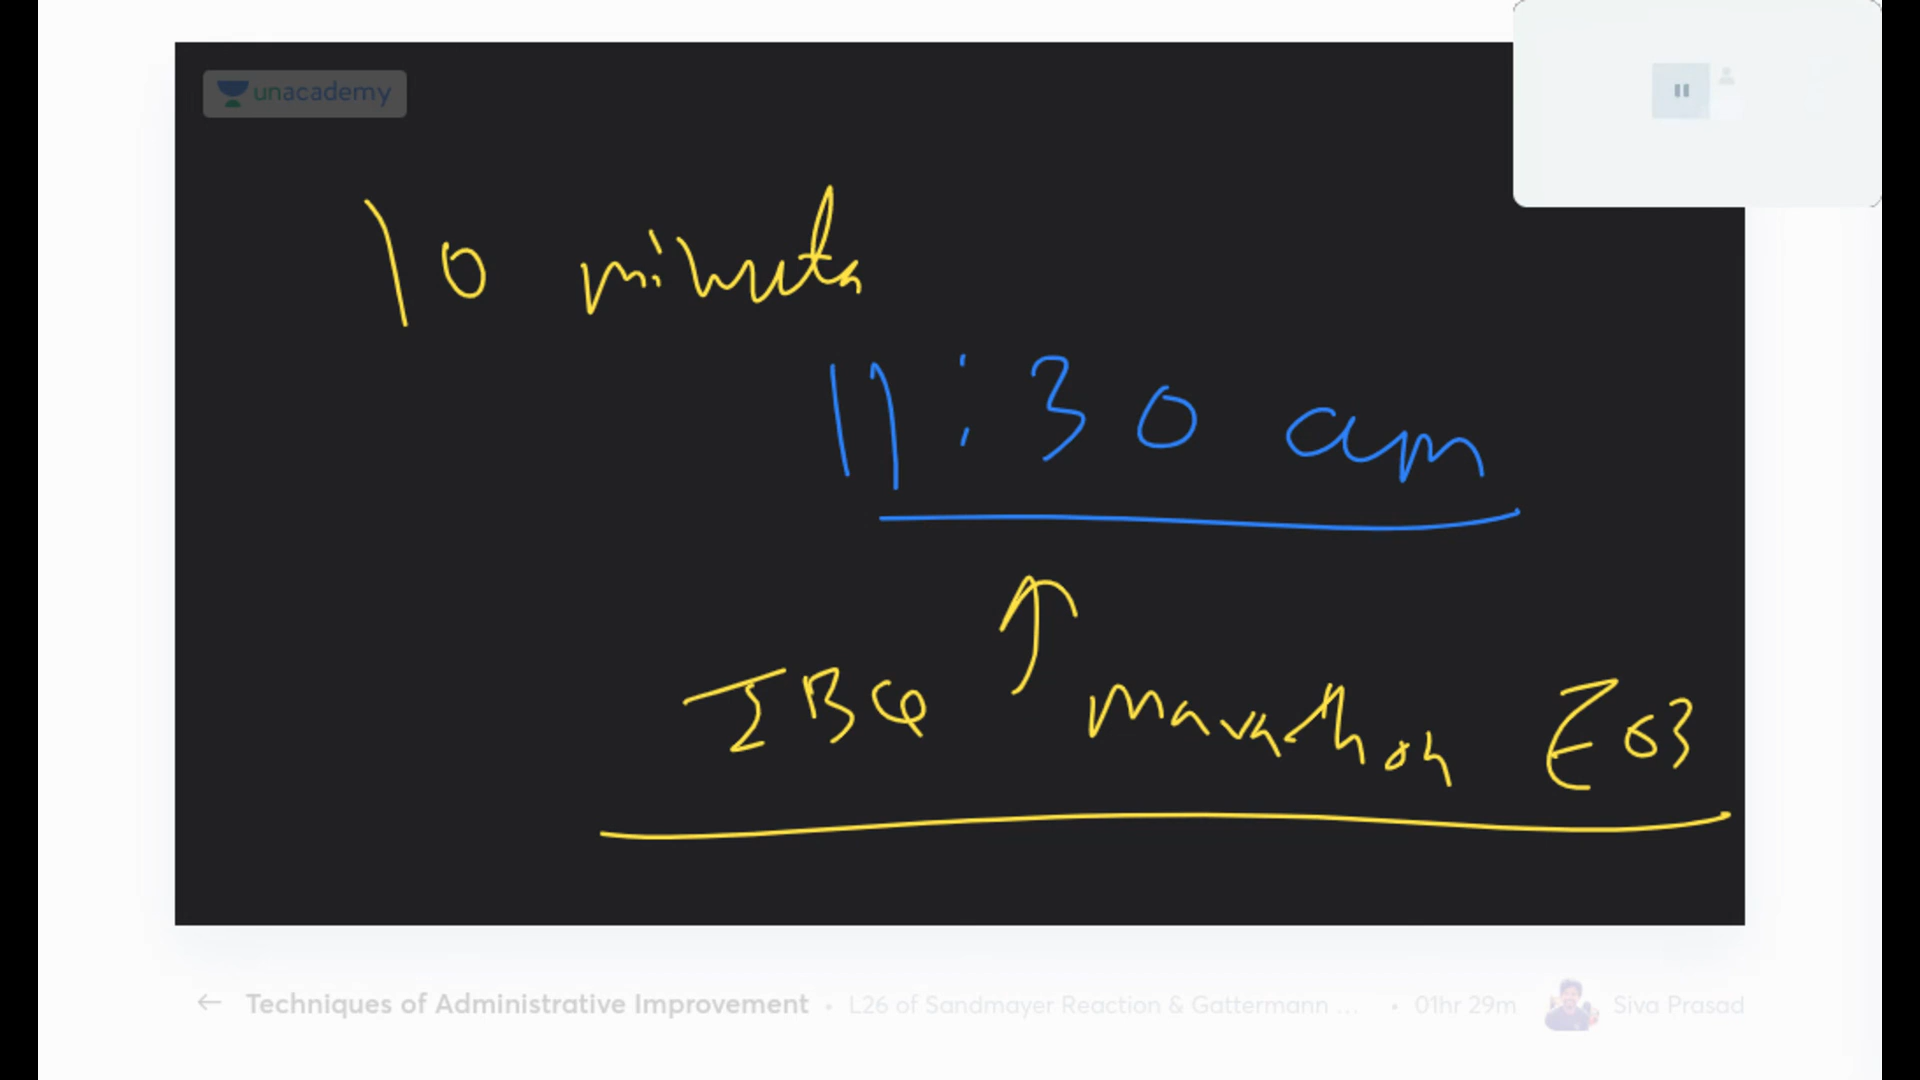 unacademy
10 minutes
11:30 am
IBQ marathon E03
Techniques of Administrative Improvement • L26 of Sandmayer Reaction & Gattermann ... • 01hr 29m Siva Prasad